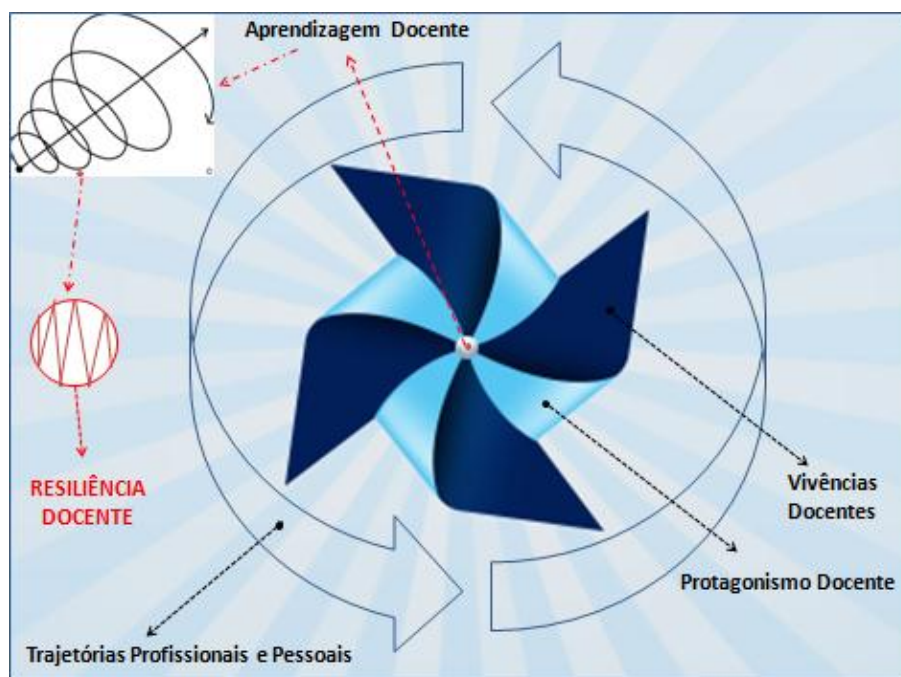 Aprendizagem Docente
RESILIÊNCIA
DOCENTE
Vivências
Docentes
Protagonismo Docente
Trajetórias Profissionais e Pessoais